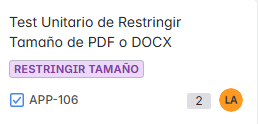 Test Unitario de Restringir
Tamaño de PDF o DOCX
RESTRINGIR TAMAÑO
APP-106
2
LA